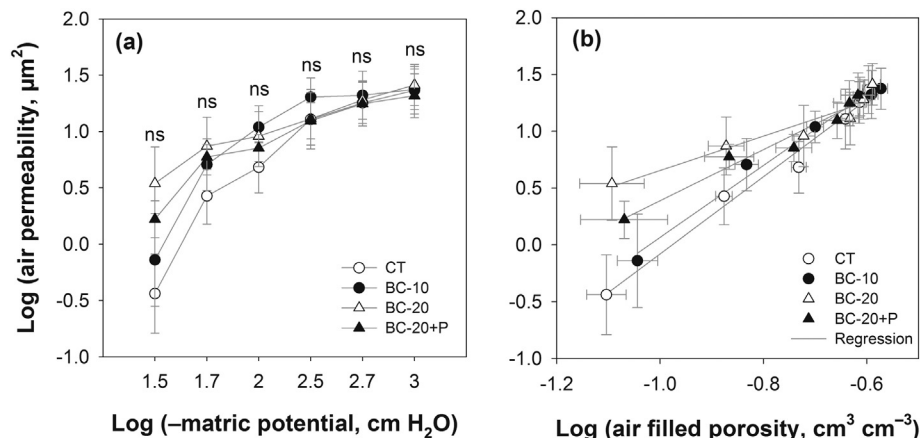 (a)
ns
ns
ns
ns
ns
ns
Log (air permeability, µm²)
2.0
1.5
1.0
0.5
0.0
-0.5
-1.0
CT
BC-10
BC-20
BC-20+P
1.5
1.7
2
2.5
2.7
3
Log (–matric potential, cm H₂O)
(b)
2.0
1.5
1.0
0.5
0.0
-0.5
-1.0
CT
BC-10
BC-20
BC-20+P
Regression
-1.2
-1.0
-0.8
-0.6
Log (air filled porosity, cm³ cm⁻³)